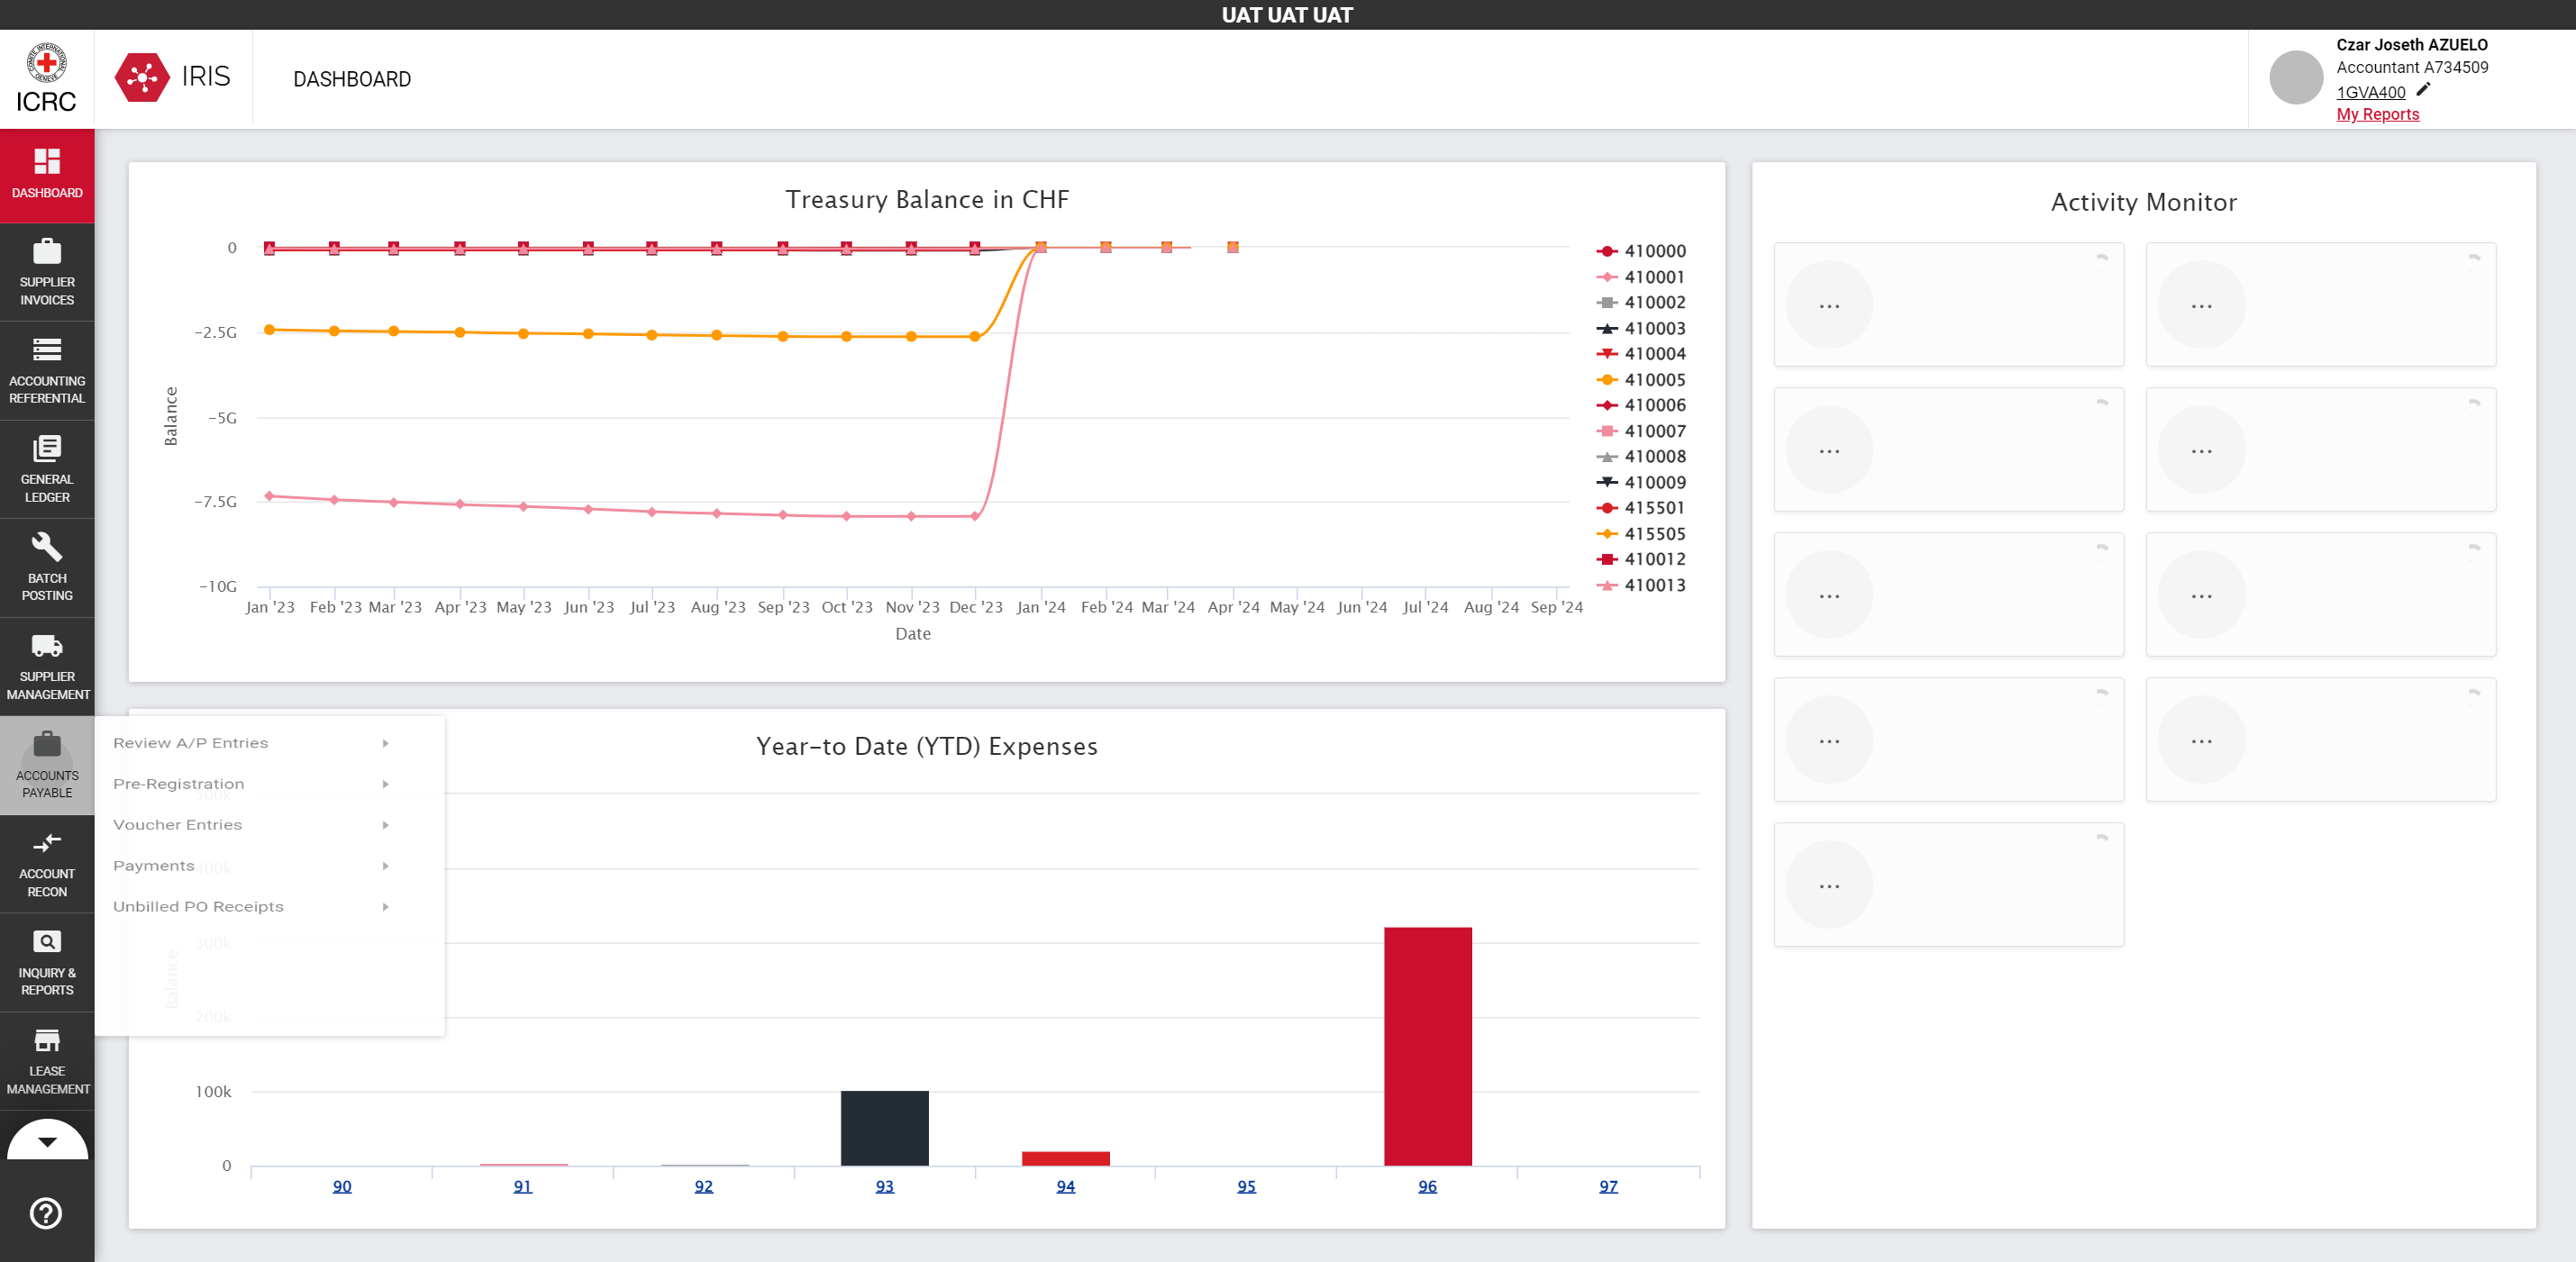 UAT UAT UAT
ICRC
IRIS
DASHBOARD
Czar Joseth AZUELO
Accountant A734509
1GVA400
My Reports
DASHBOARD
SUPPLIER
INVOICES
ACCOUNTING
REFERENTIAL
GENERAL
LEDGER
BATCH
POSTING
SUPPLIER
MANAGEMENT
ACCOUNTS
PAYABLE
ACCOUNT
RECON
INQUIRY &
REPORTS
LEASE
MANAGEMENT
Treasury Balance in CHF
0
−2.5G
−5G
−7.5G
−10G
Balance
Jan '23 Feb '23 Mar '23 Apr '23 May '23 Jun '23 Jul '23 Aug '23 Sep '23 Oct '23 Nov '23 Dec '23 Jan '24 Feb '24 Mar '24 Apr '24 May '24 Jun '24 Jul '24 Aug '24 Sep '24
Date
410000
410001
410002
410003
410004
410005
410006
410007
410008
410009
415501
415505
410012
410013
Review A/P Entries
Pre-Registration
Voucher Entries
Payments
Unbilled PO Receipts
Year-to Date (YTD) Expenses
500k
400k
300k
200k
100k
0
Balance
90 91 92 93 94 95 96 97
Activity Monitor
... ...
... ...
... ...
... ...
...